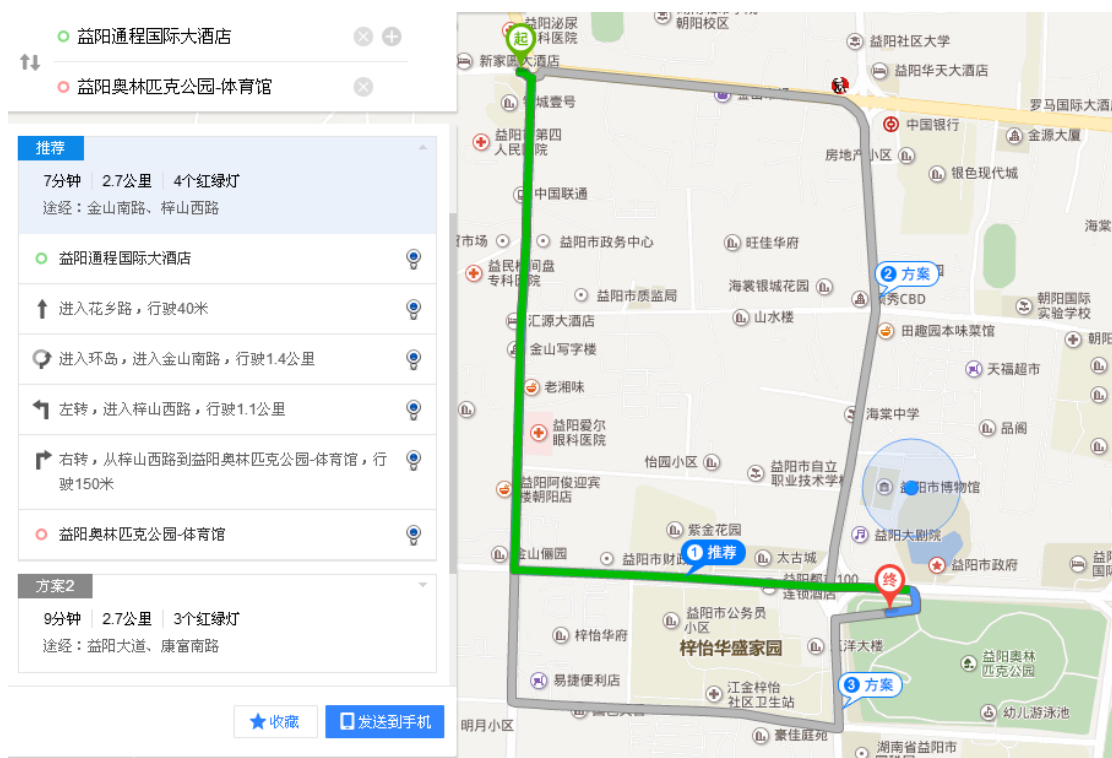 益阳通程国际大酒店
益阳奥林匹克公园-体育馆
推荐
7分钟 2.7公里 4个红绿灯
途经：金山南路、梓山西路
益阳通程国际大酒店
进入花乡路，行驶40米
进入环岛，进入金山南路，行驶1.4公里
左转，进入梓山西路，行驶1.1公里
右转，从梓山西路到益阳奥林匹克公园-体育馆，行
驶150米
益阳奥林匹克公园-体育馆
方案2
9分钟 2.7公里 3个红绿灯
途经：益阳大道、康富南路
收藏
发送到手机
朝阳校区
益阳泌尿
科医院
起
益阳社区大学
新家园大酒店
益阳华天大酒店
银城壹号
罗马国际大酒
中国银行
金源大厦
益阳市第四
人民医院
房地产小区
银色现代城
中国联通
海棠
市场
益阳市政务中心
旺佳华府
益民
间盘
专科医院
2 方案
海裳银城花园
益阳市质监局
秀CBD
朝阳国际
实验学校
汇源大酒店
山水楼
田趣园本味菜馆
金山写字楼
朝阳
天福超市
老湘味
海棠中学
益阳爱尔
眼科医院
品阁
怡园小区
益阳市自立
职业技术学
益阳市博物馆
益阳阿俊迎宾
楼朝阳店
紫金花园
益阳大剧院
金山俪园
益阳市财政
1 推荐
太古城
益阳市政府
益阳
国际
终
益阳都市100
连锁酒店
益阳市公务员
小区
梓怡华府
梓怡华盛家园
洋大楼
益阳奥林
匹克公园
易捷便利店
3 方案
江金梓怡
社区卫生站
幼儿游泳池
明月小区
豪佳庭苑
湖南省益阳市